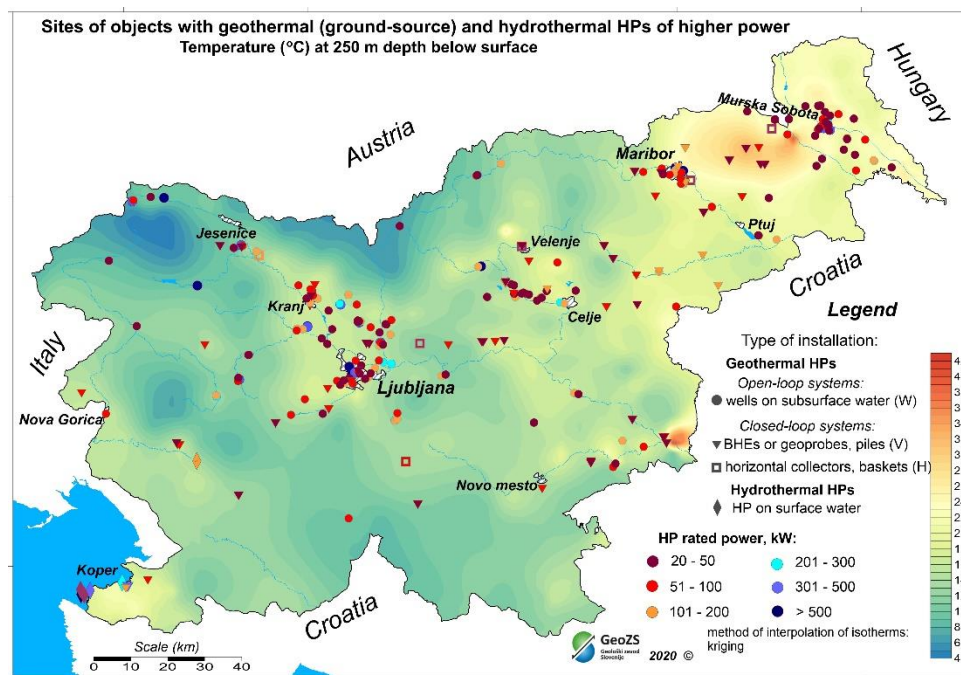 Sites of objects with geothermal (ground-source) and hydrothermal HPs of higher power
Temperature (°C) at 250 m depth below surface
Hungary
Murska Sobota
Austria
Maribor
Ptuj
Jesenice
Velenje
Croatia
Kranj
Celje
Italy
Ljubljana
Nova Gorica
Novo mesto
Koper
Croatia
Scale (km)
0 10 20 30 40
Legend
Type of installation:
Geothermal HPs
Open-loop systems:
wells on subsurface water (W)
Closed-loop systems:
BHEs or geoprobes, piles (V)
horizontal collectors, baskets (H)
Hydrothermal HPs
HP on surface water
HP rated power, kW:
20 - 50
51 - 100
101 - 200
201 - 300
301 - 500
> 500
method of interpolation of isotherms:
kriging
GeoZS
Geološki zavod
Slovenije
2020 ©